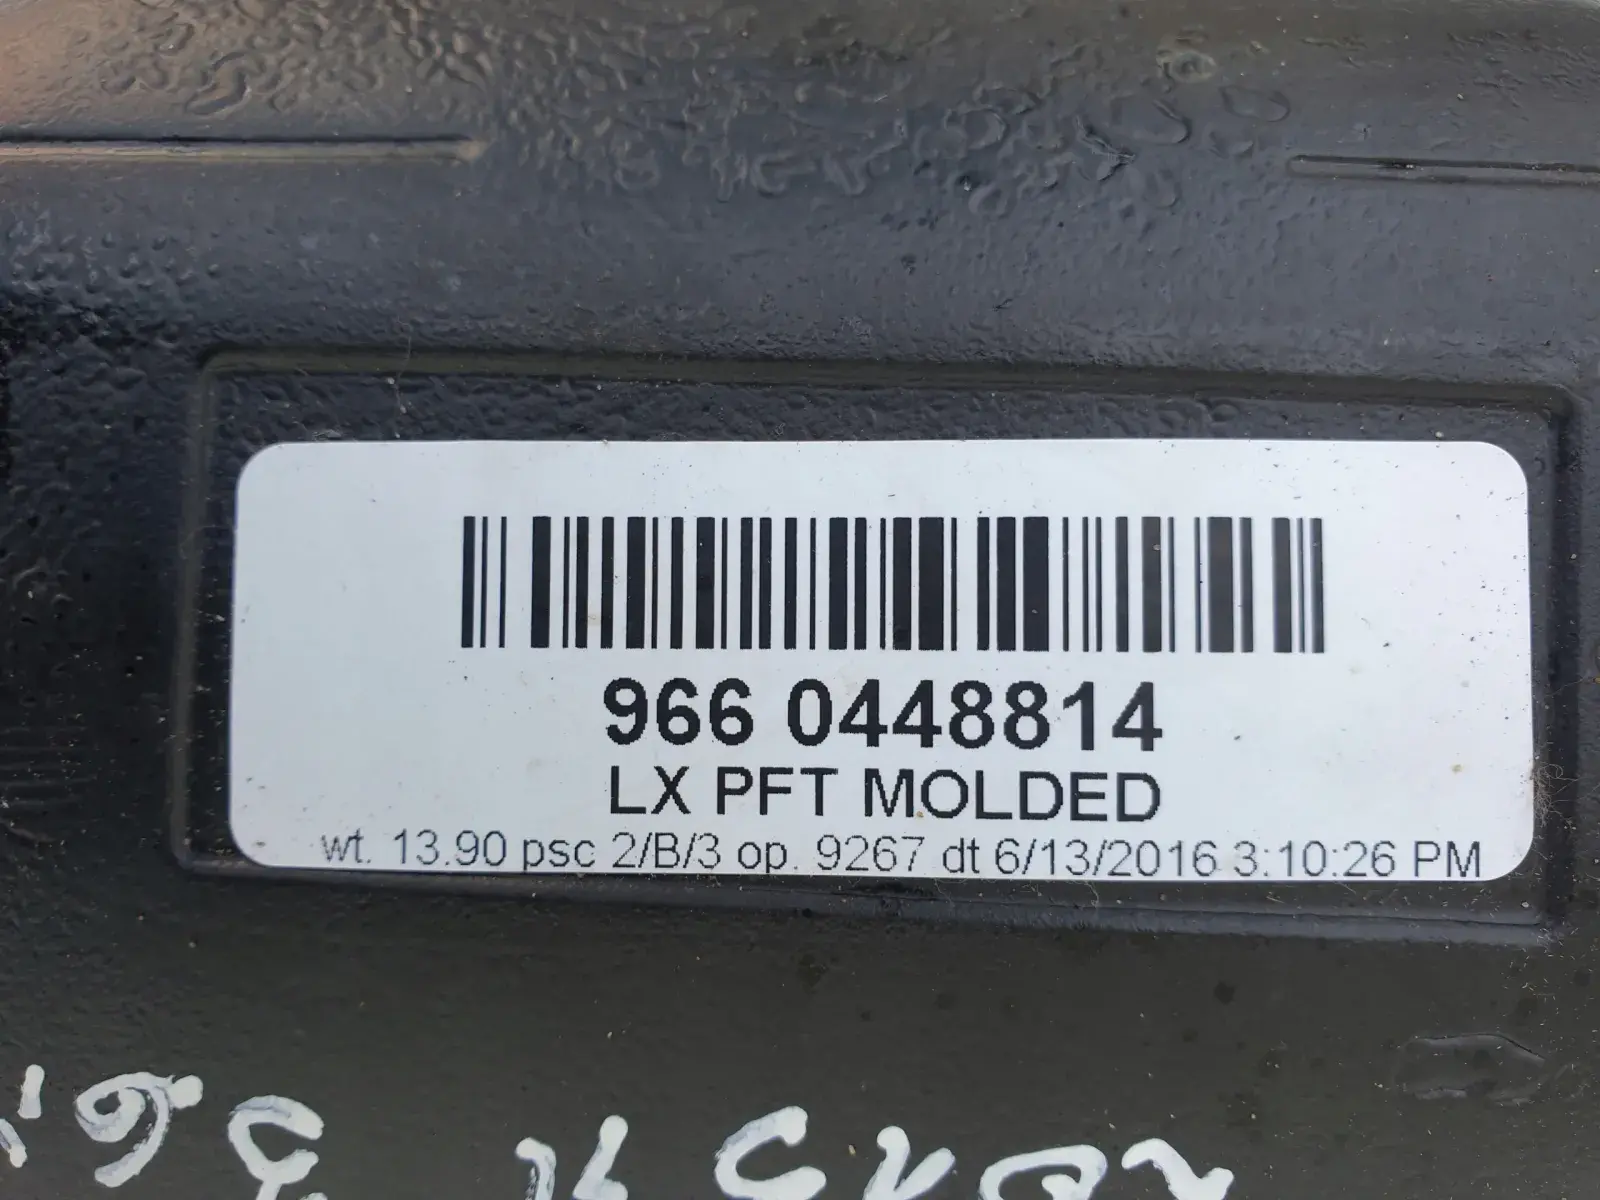 966 0448814
LX PFT MOLDED
wt. 13.90 psc 2/B/3 op. 9267 dt 6/13/2016 3:10:26 PM